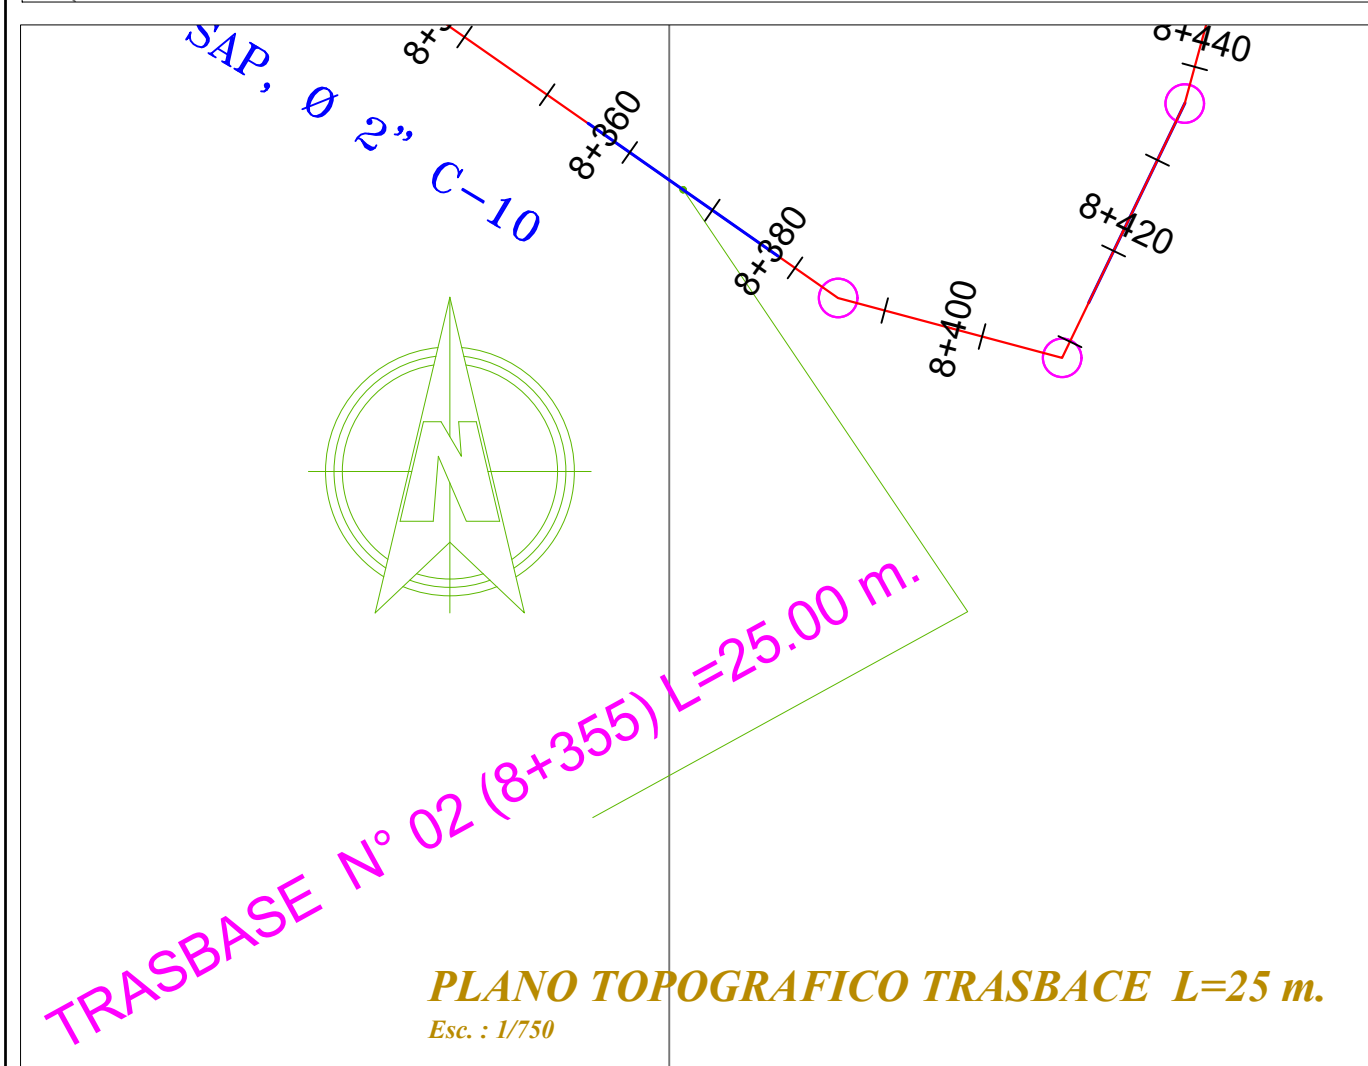 SAP, Ø 2” C-10
8+360
8+380
8+400
8+420
8+440
N
TRASBASE N° 02 (8+355) L=25.00 m.
PLANO TOPOGRAFICO TRASBACE L=25 m.
Esc. : 1/750